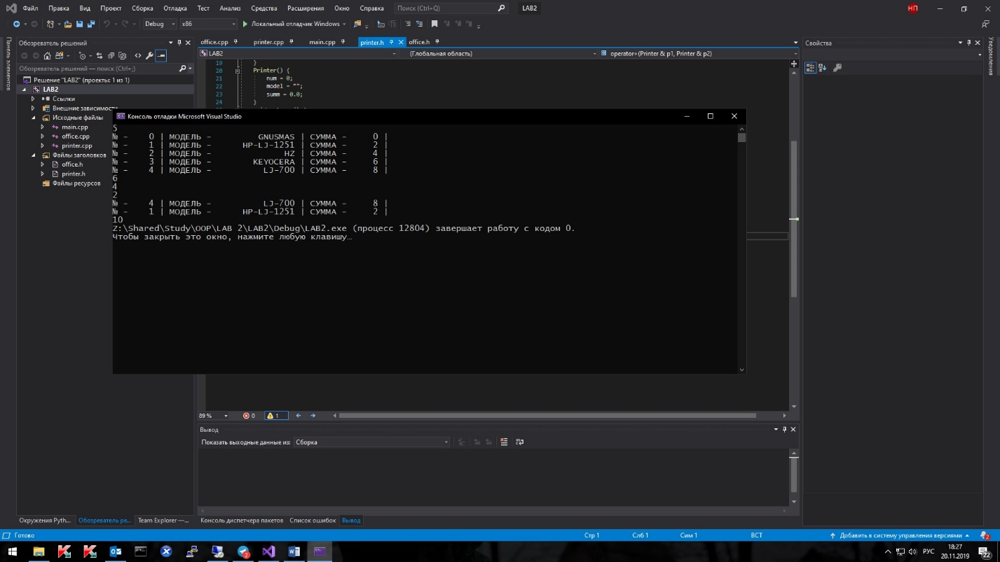 Файл Правка Вид Проект Сборка Отладка Тест Анализ Средства Расширения Окно Справка Поиск (Ctrl+Q) LAB2 НП
Debug x86 Локальный отладчик Windows
Панель элементов
Обозреватель решений
Обозреватель решений — поиск (Ctrl+;)
Решение "LAB2" (проекты: 1 из 1)
LAB2
Ссылки
Внешние зависимости
Исходные файлы
main.cpp
office.cpp
printer.cpp
Файлы заголовков
office.h
printer.h
Файлы ресурсов
office.cpp printer.cpp main.cpp printer.h office.h
LAB2 (Глобальная область) operator+(Printer & p1, Printer & p2)
19 }
20 Printer() {
21 num = 0;
22 model = "";
23 summ = 0.0;
24 }
Консоль отладки Microsoft Visual Studio
5
№ - 0 | МОДЕЛЬ - GNUSMAS | СУММА - 0 |
№ - 1 | МОДЕЛЬ - HP-LJ-1251 | СУММА - 2 |
№ - 2 | МОДЕЛЬ - HZ | СУММА - 4 |
№ - 3 | МОДЕЛЬ - KEYOCERA | СУММА - 6 |
№ - 4 | МОДЕЛЬ - LJ-700 | СУММА - 8 |
6
4
2
№ - 4 | МОДЕЛЬ - LJ-700 | СУММА - 8 |
№ - 1 | МОДЕЛЬ - HP-LJ-1251 | СУММА - 2 |
10
Z:\Shared\Study\OOP\LAB 2\LAB2\Debug\LAB2.exe (процесс 12804) завершает работу с кодом 0.
Чтобы закрыть это окно, нажмите любую клавишу…
89 % 0 1
Вывод
Показать выходные данные из: Сборка
Свойства
Уведомления
Окружения Pyth... Обозреватель ре... Team Explorer —... Консоль диспетчера пакетов Список ошибок Вывод
Готово Стр 1 Слб 1 Сим 1 ВСТ Добавить в систему управления версиями 2
2 РУС 18:27
20.11.2019 22